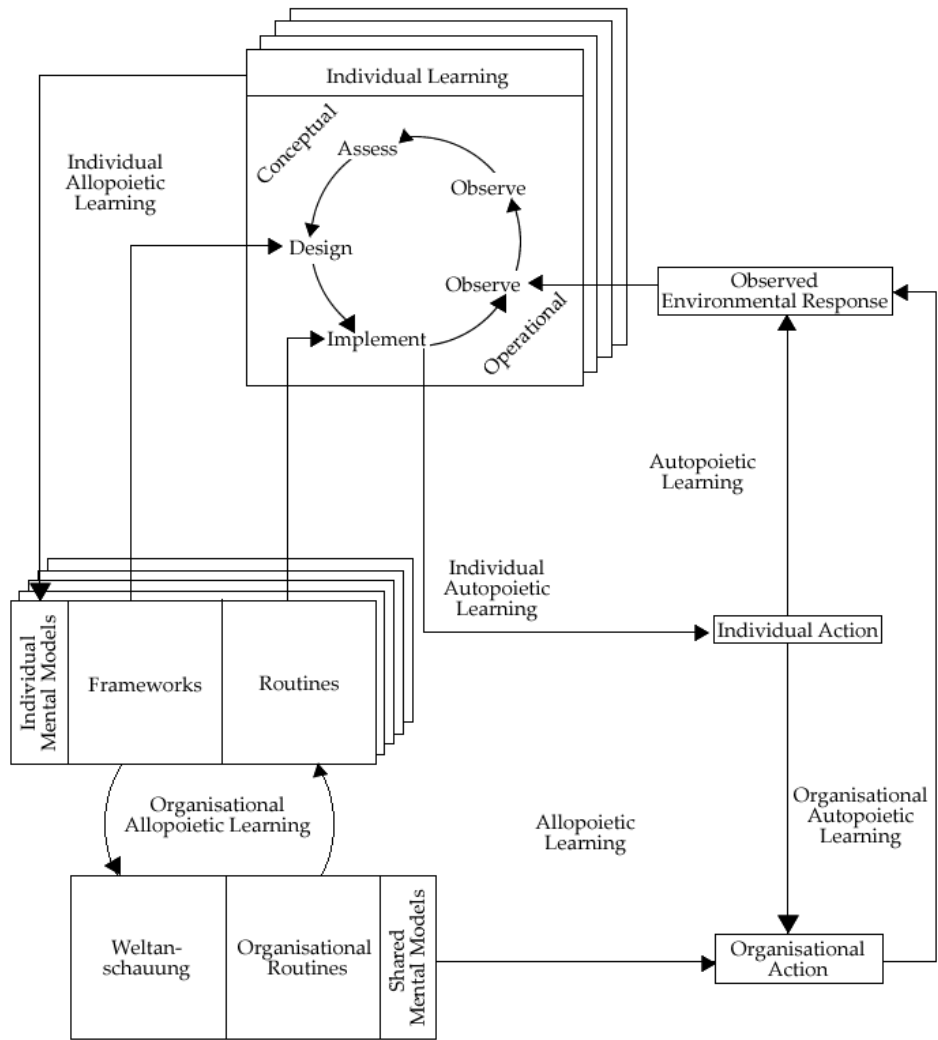 Individual Learning
Conceptual
Assess
Observe
Design
Observe
Implement
Operational
Individual
Allopoietic
Learning
Observed
Environmental Response
Autopoietic
Learning
Individual
Autopoietic
Learning
Individual Action
Individual
Mental Models
Frameworks
Routines
Organisational
Allopoietic Learning
Allopoietic
Learning
Organisational
Autopoietic
Learning
Weltan-
schauung
Organisational
Routines
Shared
Mental Models
Organisational
Action